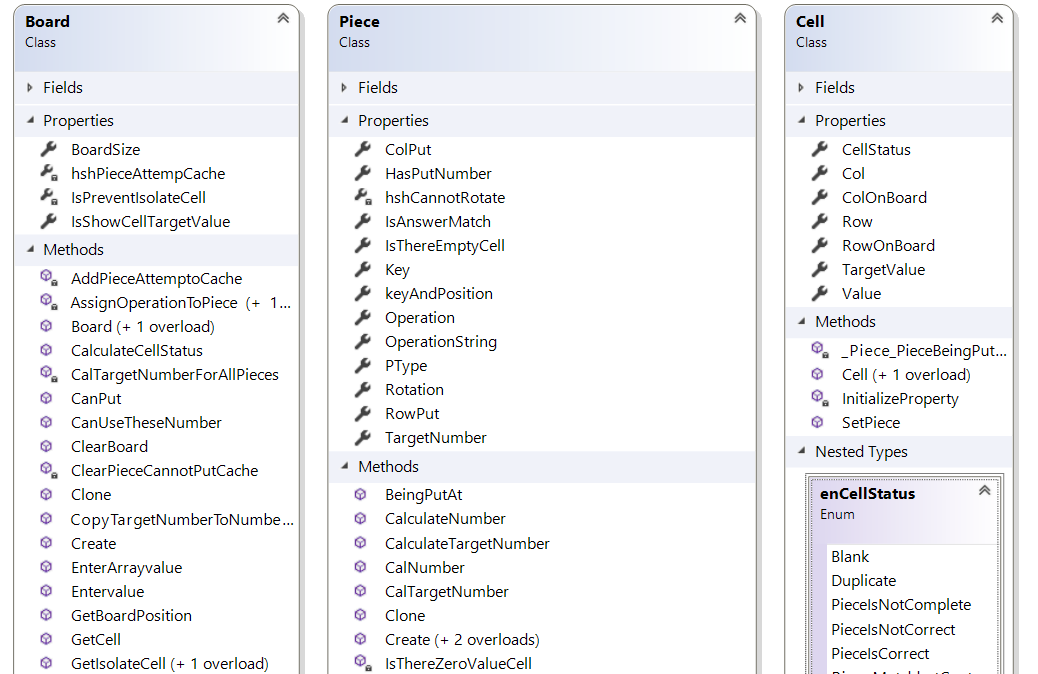 Board
Class
Fields
Properties
BoardSize
hshPieceAttempCache
IsPreventIsolateCell
IsShowCellTargetValue
Methods
AddPieceAttemptoCache
AssignOperationToPiece (+ 1...
Board (+ 1 overload)
CalculateCellStatus
CalTargetNumberForAllPieces
CanPut
CanUseTheseNumber
ClearBoard
ClearPieceCannotPutCache
Clone
CopyTargetNumberToNumbe...
Create
EnterArrayvalue
Entervalue
GetBoardPosition
GetCell
GetIsolateCell (+ 1 overload)
Piece
Class
Fields
Properties
ColPut
HasPutNumber
hshCannotRotate
IsAnswerMatch
IsThereEmptyCell
Key
keyAndPosition
Operation
OperationString
PType
Rotation
RowPut
TargetNumber
Methods
BeingPutAt
CalculateNumber
CalculateTargetNumber
CalNumber
CalTargetNumber
Clone
Create (+ 2 overloads)
IsThereZeroValueCell
Cell
Class
Fields
Properties
CellStatus
Col
ColOnBoard
Row
RowOnBoard
TargetValue
Value
Methods
_Piece_PieceBeingPut...
Cell (+ 1 overload)
InitializeProperty
SetPiece
Nested Types
enCellStatus
Enum
Blank
Duplicate
PieceIsNotComplete
PieceIsNotCorrect
PieceIsCorrect